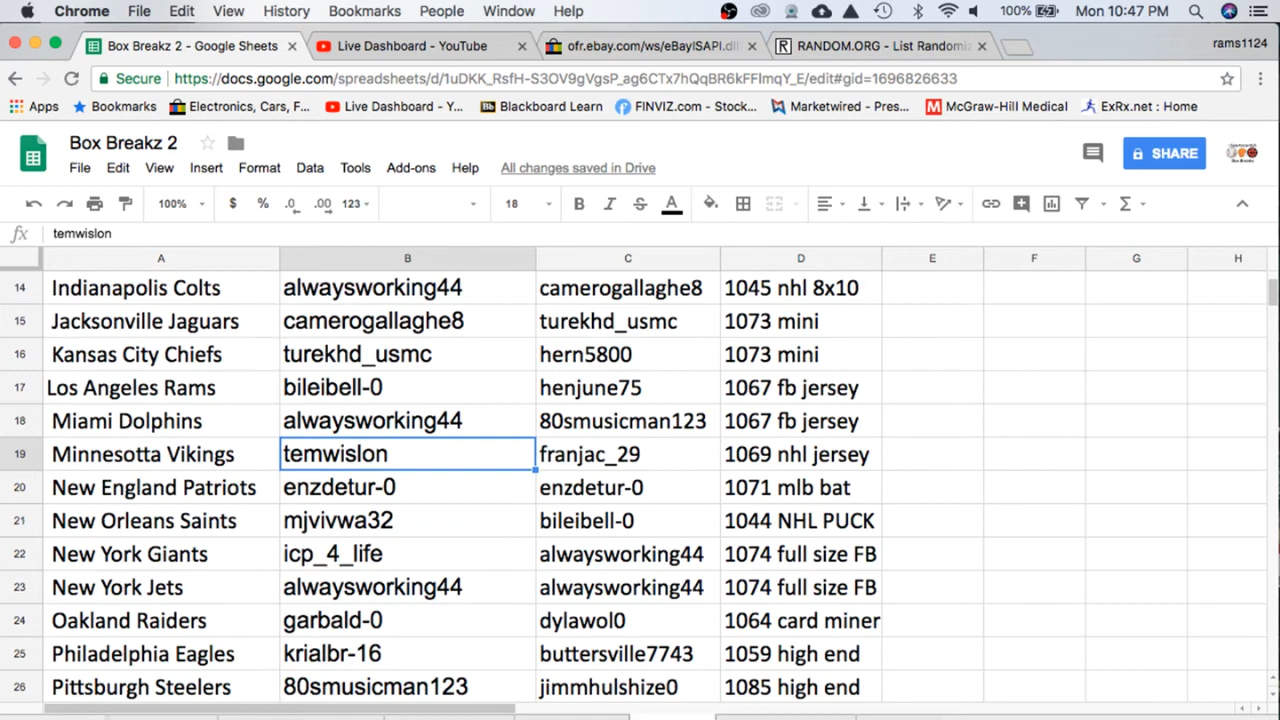 Chrome File Edit View History Bookmarks People Window Help 100% Mon 10:47 PM
Box Breakz 2 - Google Sheets Live Dashboard - YouTube ofr.ebay.com/ws/eBayISAPI.dl RANDOM.ORG - List Randomiz rams1124
Secure https://docs.google.com/spreadsheets/d/1uDKK_RsfH-S3OV9gVgsP_ag6CTx7hQqBR6kFFImqY_E/edit#gid=1696826633
Apps Bookmarks Electronics, Cars, F... Live Dashboard - Y... Bb Blackboard Learn FINVIZ.com - Stock... Marketwired - Pres... M McGraw-Hill Medical ExRx.net : Home
Box Breakz 2
SHARE
File Edit View Insert Format Data Tools Add-ons Help All changes saved in Drive
100% $ % .0 .00 123 18 B I S A
fx temwislon
A B C D E F G H
14 Indianapolis Colts alwaysworking44 camerogallaghe8 1045 nhl 8x10
15 Jacksonville Jaguars camerogallaghe8 turekhd_usmc 1073 mini
16 Kansas City Chiefs turekhd_usmc hern5800 1073 mini
17 Los Angeles Rams bileibell-0 henjune75 1067 fb jersey
18 Miami Dolphins alwaysworking44 80smusicman123 1067 fb jersey
19 Minnesotta Vikings temwislon franjac_29 1069 nhl jersey
20 New England Patriots enzdetur-0 enzdetur-0 1071 mlb bat
21 New Orleans Saints mjvivwa32 bileibell-0 1044 NHL PUCK
22 New York Giants icp_4_life alwaysworking44 1074 full size FB
23 New York Jets alwaysworking44 alwaysworking44 1074 full size FB
24 Oakland Raiders garbald-0 dylawol0 1064 card miner
25 Philadelphia Eagles krialbr-16 buttersville7743 1059 high end
26 Pittsburgh Steelers 80smusicman123 jimmhulshize0 1085 high end